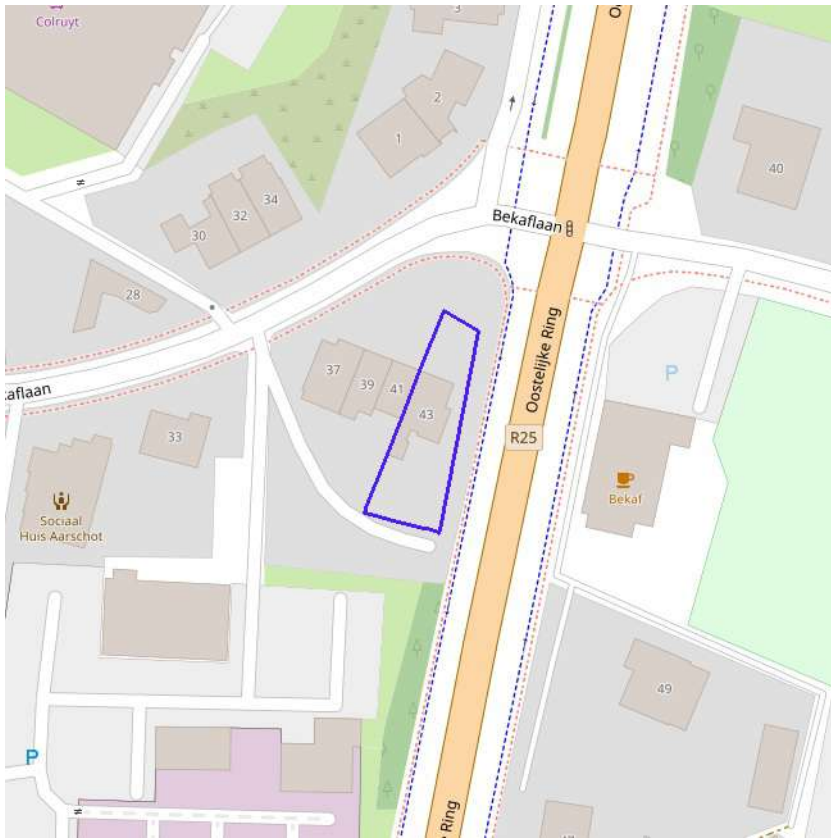 Colruyt
3
O
2
1
40
34
32
30
Bekaflaan
28
Oostelijke Ring
P
37
39
41
43
kaflaan
33
R25
Bekaf
Sociaal
Huis Aarschot
49
P
Ring